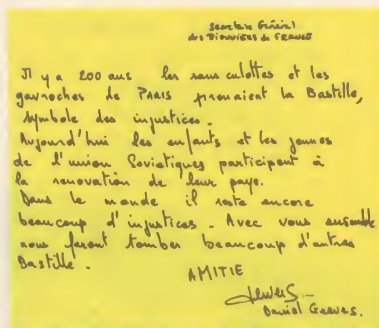 Secrétaire Général
des Pionniers de FRANCE
Il y a 200 ans les sans culottes et les
gavroches de PARIS prenaient la Bastille,
symbole des injustices.
Aujourd'hui les enfants et les jeunes
de l'union Soviétiques participent à
la renovation de leur pays.
Dans le monde il reste encore
beaucoup d'injustices. Avec vous ensemble
nous feront tomber beaucoup d'autres
Bastille.
AMITIE
Daniel